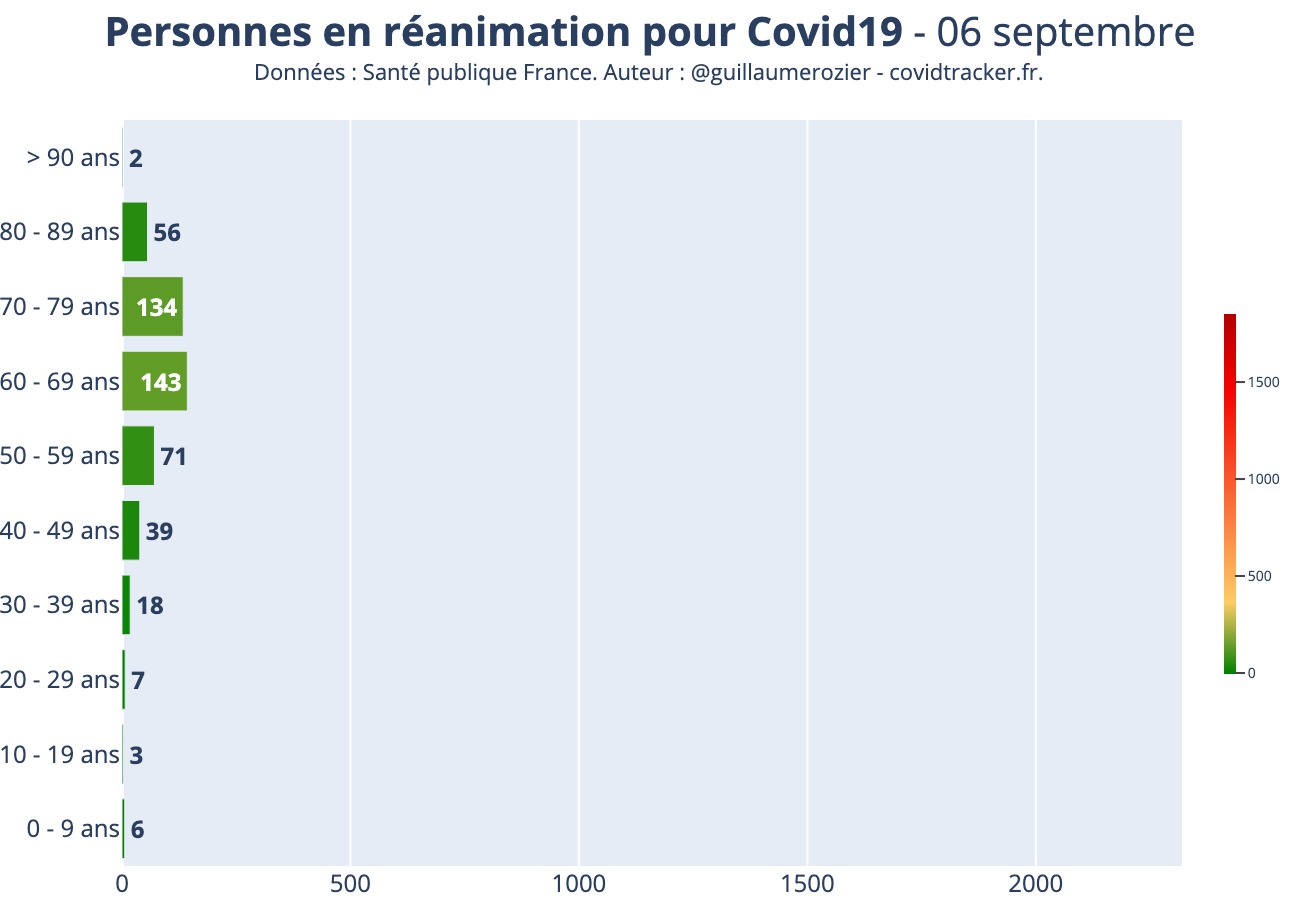 Personnes en réanimation pour Covid19 - 06 septembre
Données : Santé publique France. Auteur : @guillaumerozier - covidtracker.fr.
> 90 ans 2
80 - 89 ans 56
70 - 79 ans 134
60 - 69 ans 143
50 - 59 ans 71
40 - 49 ans 39
30 - 39 ans 18
20 - 29 ans 7
10 - 19 ans 3
0 - 9 ans 6
0 500 1000 1500 2000
1500
1000
500
0